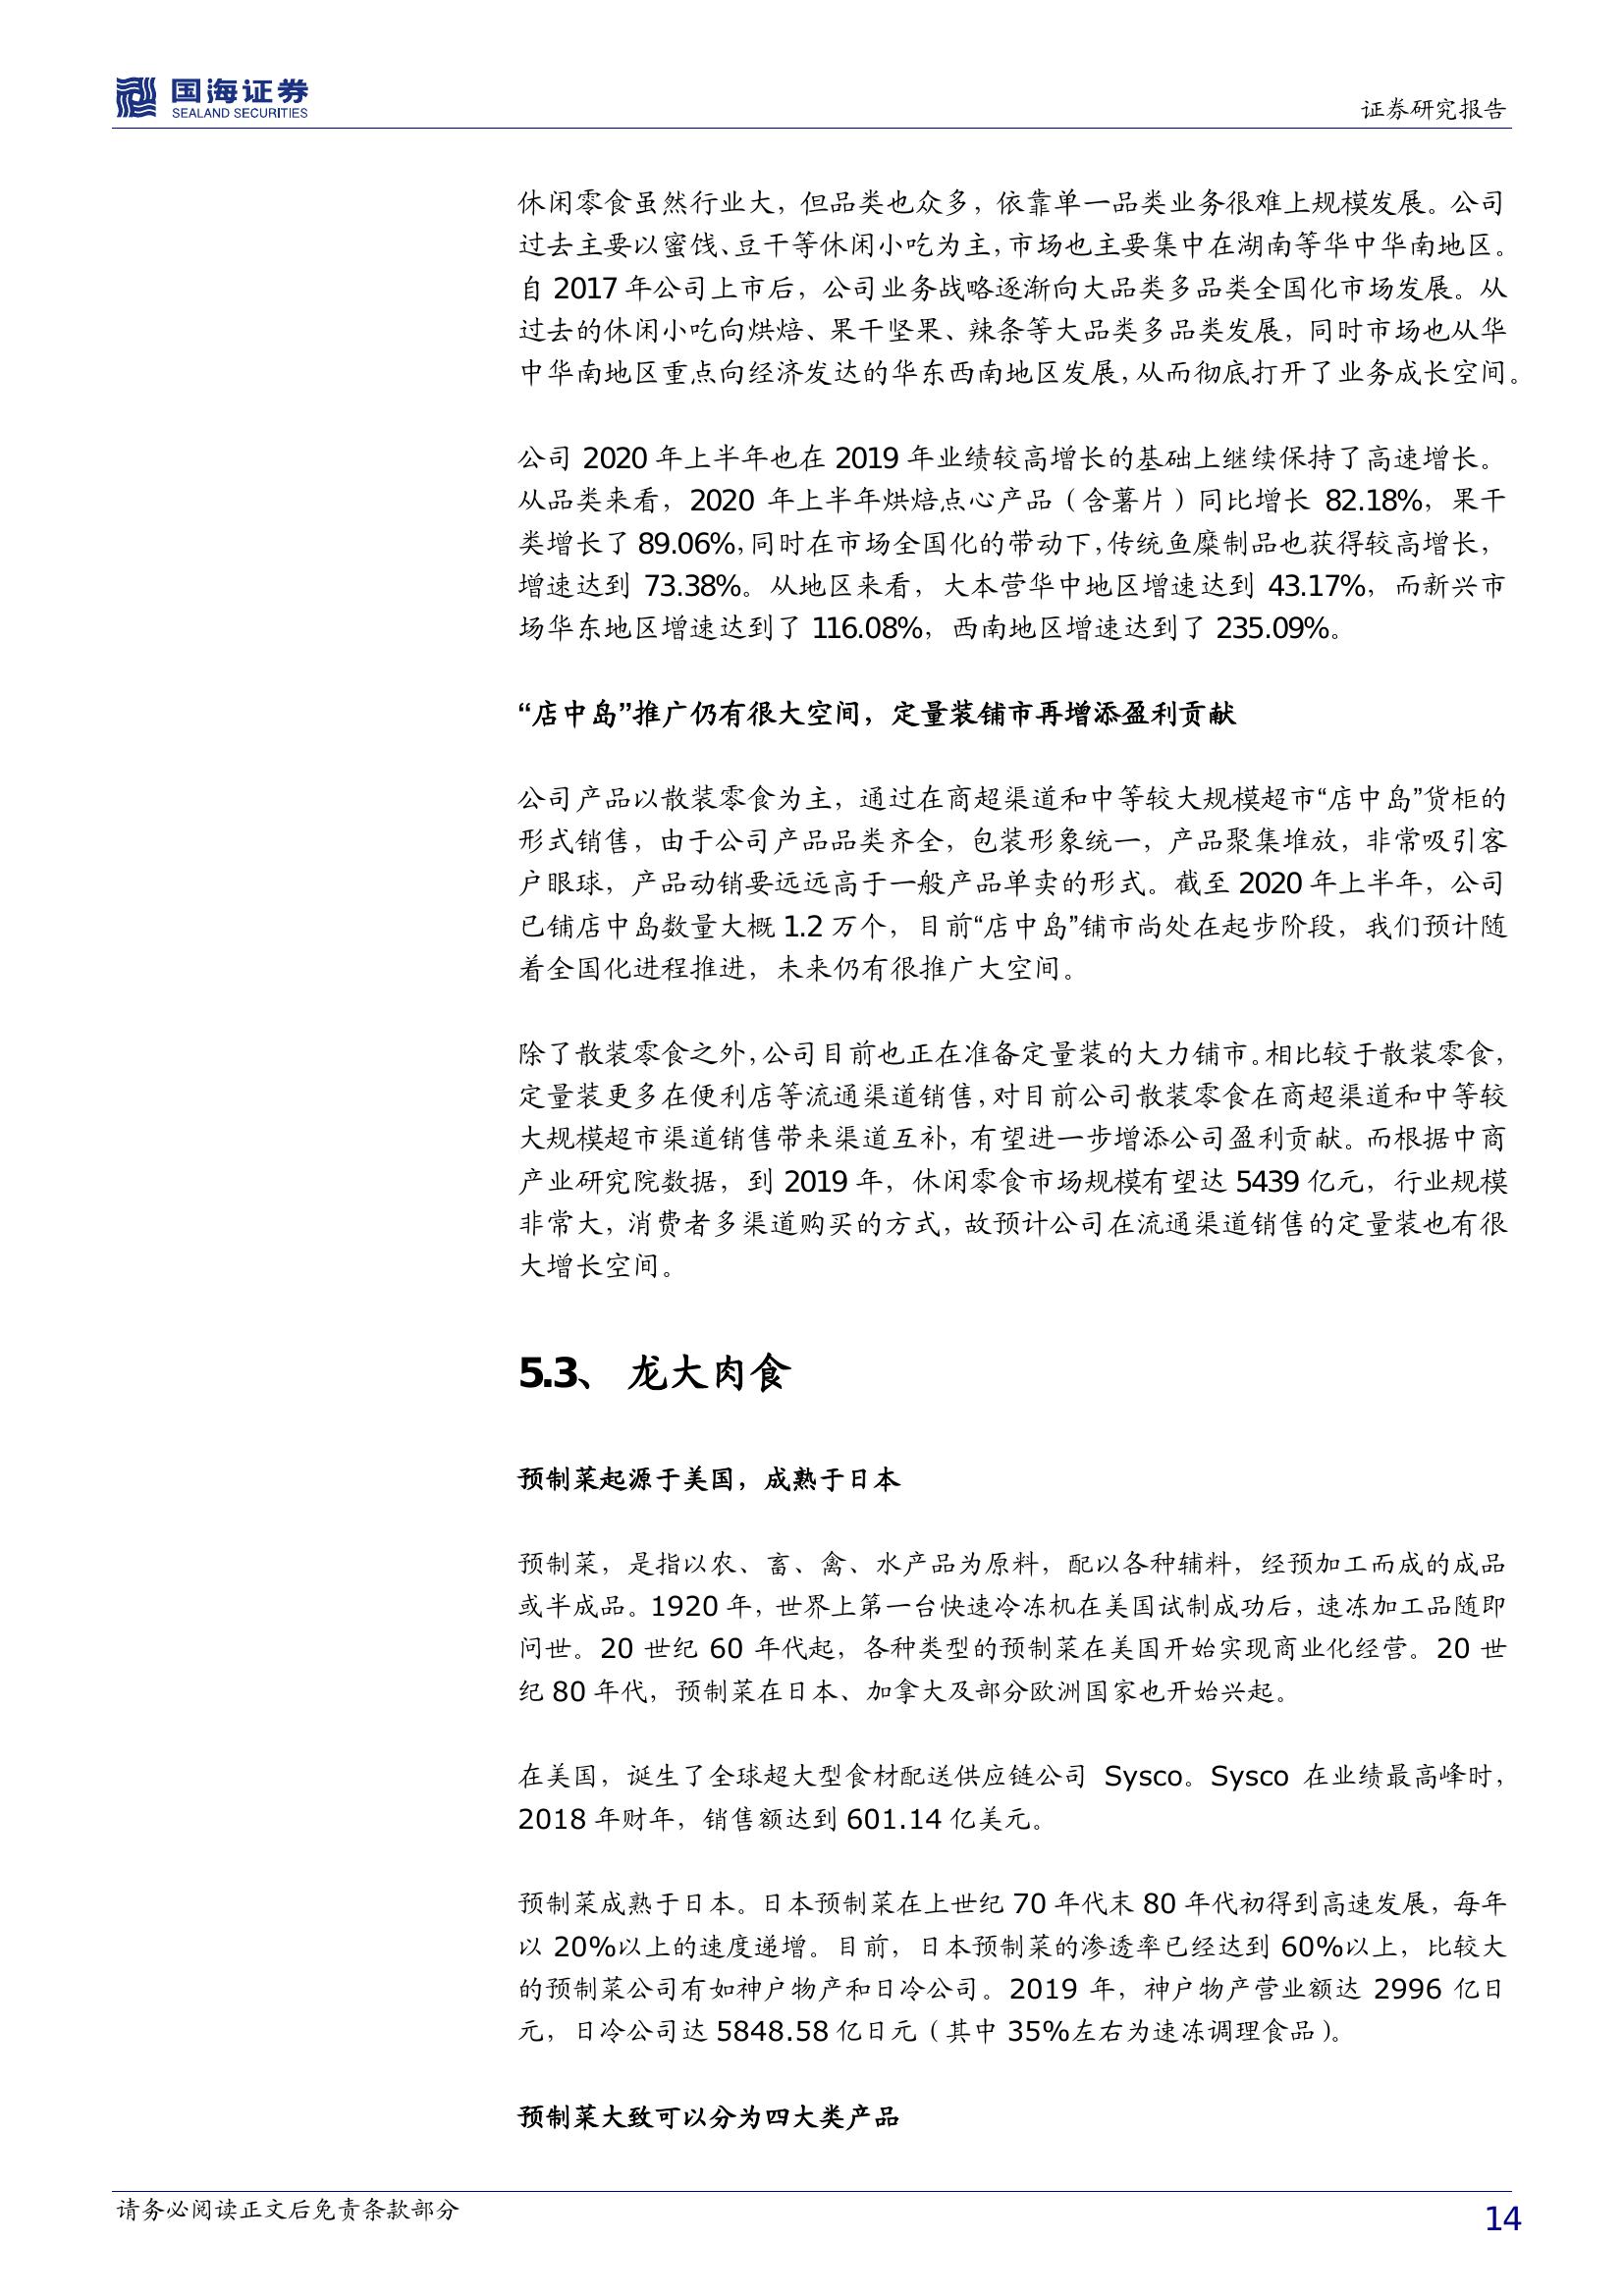 国海证券
SEALAND SECURITIES
证券研究报告
休闲零食虽然行业大，但品类也众多，依靠单一品类业务很难上规模发展。公司
过去主要以蜜饯、豆干等休闲小吃为主，市场也主要集中在湖南等华中华南地区。
自 2017 年公司上市后，公司业务战略逐渐向大品类多品类全国化市场发展。从
过去的休闲小吃向烘焙、果干坚果、辣条等大品类多品类发展，同时市场也从华
中华南地区重点向经济发达的华东西南地区发展，从而彻底打开了业务成长空间。
公司 2020 年上半年也在 2019 年业绩较高增长的基础上继续保持了高速增长。
从品类来看，2020 年上半年烘焙点心产品（含薯片）同比增长 82.18%，果干
类增长了 89.06%，同时在市场全国化的带动下，传统鱼糜制品也获得较高增长，
增速达到 73.38%。从地区来看，大本营华中地区增速达到 43.17%，而新兴市
场华东地区增速达到了 116.08%，西南地区增速达到了 235.09%。
“店中岛”推广仍有很大空间，定量装铺市再增添盈利贡献
公司产品以散装零食为主，通过在商超渠道和中等较大规模超市“店中岛”货柜的
形式销售，由于公司产品品类齐全，包装形象统一，产品聚集堆放，非常吸引客
户眼球，产品动销要远远高于一般产品单卖的形式。截至 2020 年上半年，公司
已铺店中岛数量大概 1.2 万个，目前“店中岛”铺市尚处在起步阶段，我们预计随
着全国化进程推进，未来仍有很推广大空间。
除了散装零食之外，公司目前也正在准备定量装的大力铺市。相比较于散装零食，
定量装更多在便利店等流通渠道销售，对目前公司散装零食在商超渠道和中等较
大规模超市渠道销售带来渠道互补，有望进一步增添公司盈利贡献。而根据中商
产业研究院数据，到 2019 年，休闲零食市场规模有望达 5439 亿元，行业规模
非常大，消费者多渠道购买的方式，故预计公司在流通渠道销售的定量装也有很
大增长空间。
5.3、 龙大肉食
预制菜起源于美国，成熟于日本
预制菜，是指以农、畜、禽、水产品为原料，配以各种辅料，经预加工而成的成品
或半成品。1920 年，世界上第一台快速冷冻机在美国试制成功后，速冻加工品随即
问世。20 世纪 60 年代起，各种类型的预制菜在美国开始实现商业化经营。20 世
纪 80 年代，预制菜在日本、加拿大及部分欧洲国家也开始兴起。
在美国，诞生了全球超大型食材配送供应链公司 Sysco。Sysco 在业绩最高峰时，
2018 年财年，销售额达到 601.14 亿美元。
预制菜成熟于日本。日本预制菜在上世纪 70 年代末 80 年代初得到高速发展，每年
以 20%以上的速度递增。目前，日本预制菜的渗透率已经达到 60%以上，比较大
的预制菜公司有如神户物产和日冷公司。2019 年，神户物产营业额达 2996 亿日
元，日冷公司达 5848.58 亿日元（其中 35%左右为速冻调理食品）。
预制菜大致可以分为四大类产品
请务必阅读正文后免责条款部分
14